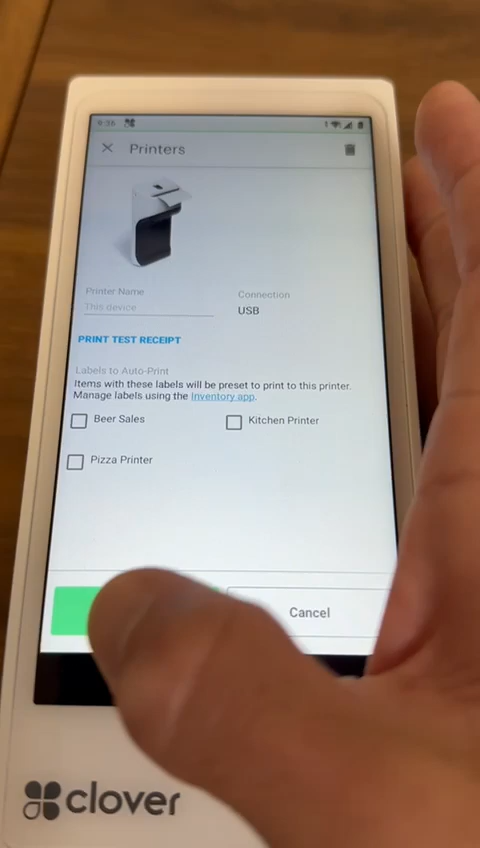 9:36
Printers
Printer Name
Connection
This device
USB
PRINT TEST RECEIPT
Labels to Auto-Print
Items with these labels will be preset to print to this printer.
Manage labels using the Inventory app.
Beer Sales
Kitchen Printer
Pizza Printer
Cancel
clover